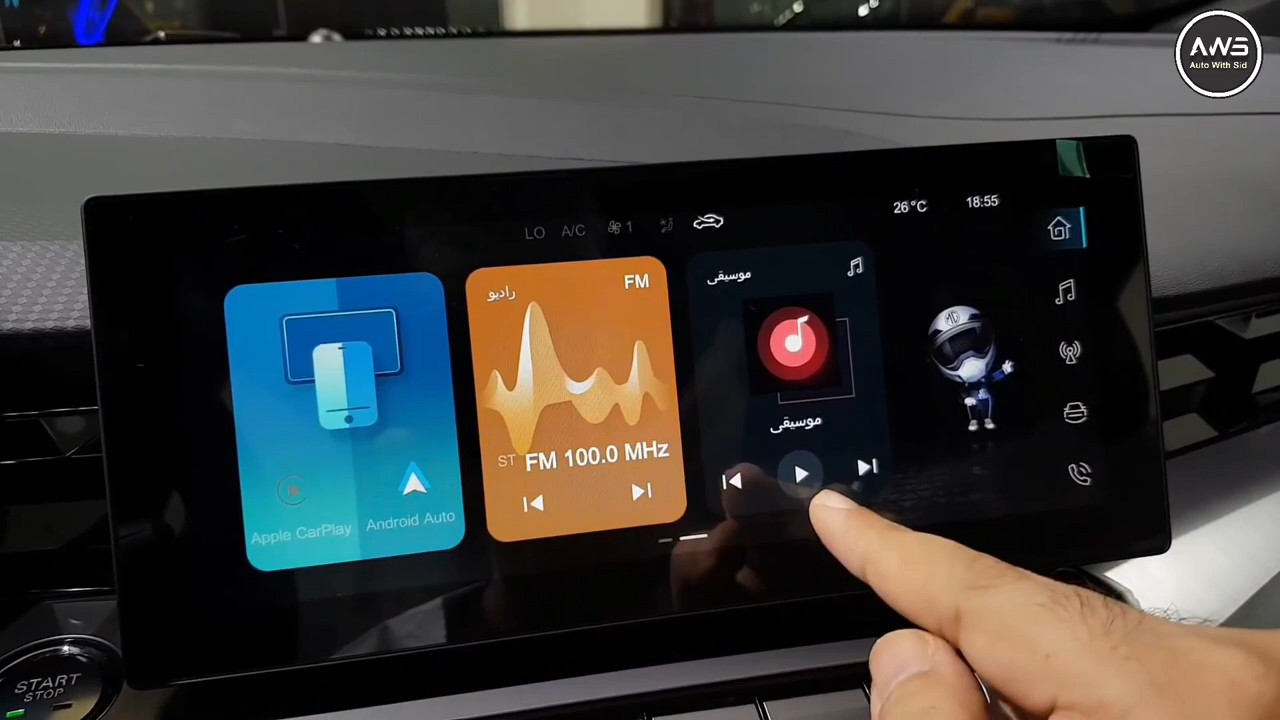 AWS
Auto With Sid
LO A/C 1
26°C 18:55
Apple CarPlay Android Auto
راديو FM
ST FM 100.0 MHz
موسيقى
موسيقى
MG
START
STOP